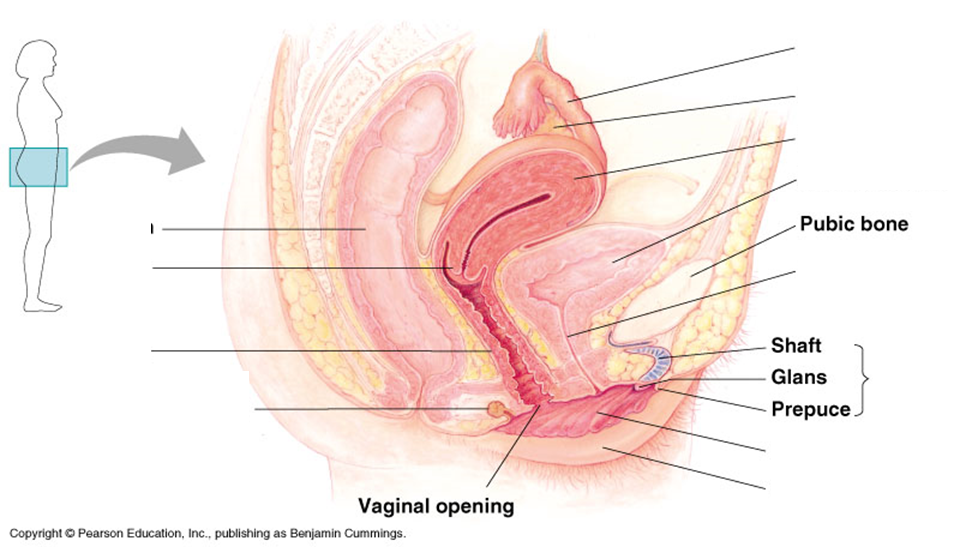 Pubic bone
Shaft
Glans
Prepuce
Vaginal opening
Copyright © Pearson Education, Inc., publishing as Benjamin Cummings.